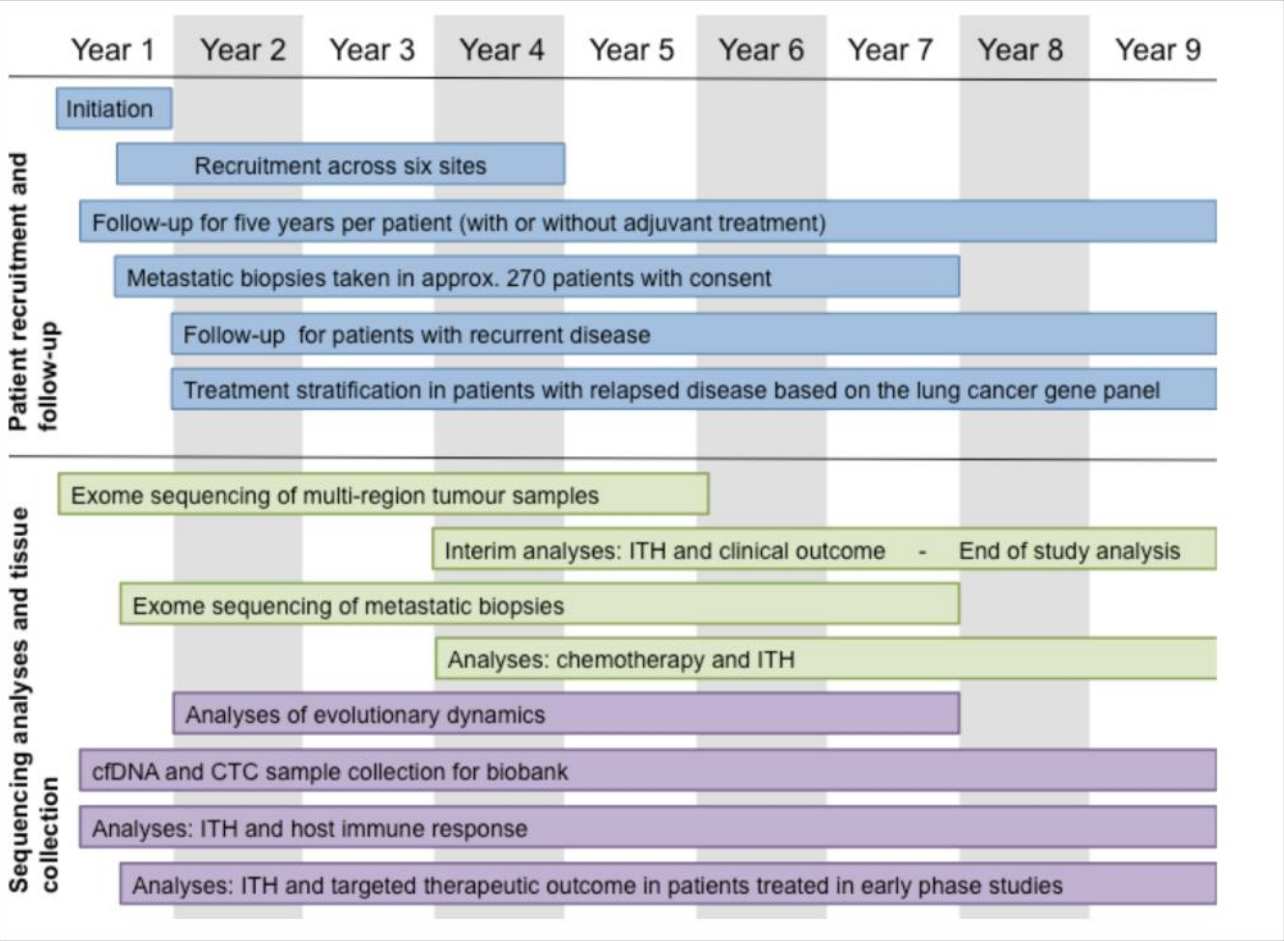 Year 1 Year 2 Year 3 Year 4 Year 5 Year 6 Year 7 Year 8 Year 9
Patient recruitment and
follow-up
Initiation
Recruitment across six sites
Follow-up for five years per patient (with or without adjuvant treatment)
Metastatic biopsies taken in approx. 270 patients with consent
Follow-up for patients with recurrent disease
Treatment stratification in patients with relapsed disease based on the lung cancer gene panel
Sequencing analyses and tissue
collection
Exome sequencing of multi-region tumour samples
Interim analyses: ITH and clinical outcome - End of study analysis
Exome sequencing of metastatic biopsies
Analyses: chemotherapy and ITH
Analyses of evolutionary dynamics
cfDNA and CTC sample collection for biobank
Analyses: ITH and host immune response
Analyses: ITH and targeted therapeutic outcome in patients treated in early phase studies